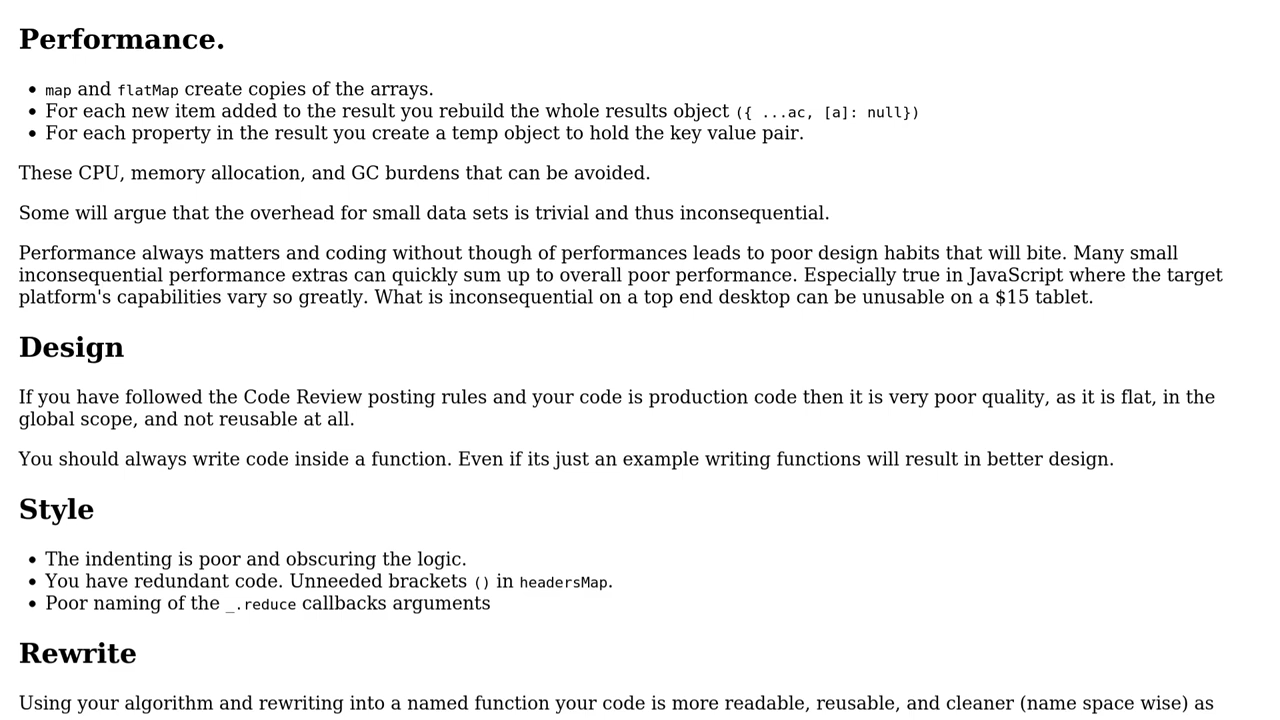 Performance.
• map and flatMap create copies of the arrays.
• For each new item added to the result you rebuild the whole results object ({ ...ac, [a]: null})
• For each property in the result you create a temp object to hold the key value pair.
These CPU, memory allocation, and GC burdens that can be avoided.
Some will argue that the overhead for small data sets is trivial and thus inconsequential.
Performance always matters and coding without though of performances leads to poor design habits that will bite. Many small
inconsequential performance extras can quickly sum up to overall poor performance. Especially true in JavaScript where the target
platform's capabilities vary so greatly. What is inconsequential on a top end desktop can be unusable on a $15 tablet.
Design
If you have followed the Code Review posting rules and your code is production code then it is very poor quality, as it is flat, in the
global scope, and not reusable at all.
You should always write code inside a function. Even if its just an example writing functions will result in better design.
Style
• The indenting is poor and obscuring the logic.
• You have redundant code. Unneeded brackets () in headersMap.
• Poor naming of the _.reduce callbacks arguments
Rewrite
Using your algorithm and rewriting into a named function your code is more readable, reusable, and cleaner (name space wise) as